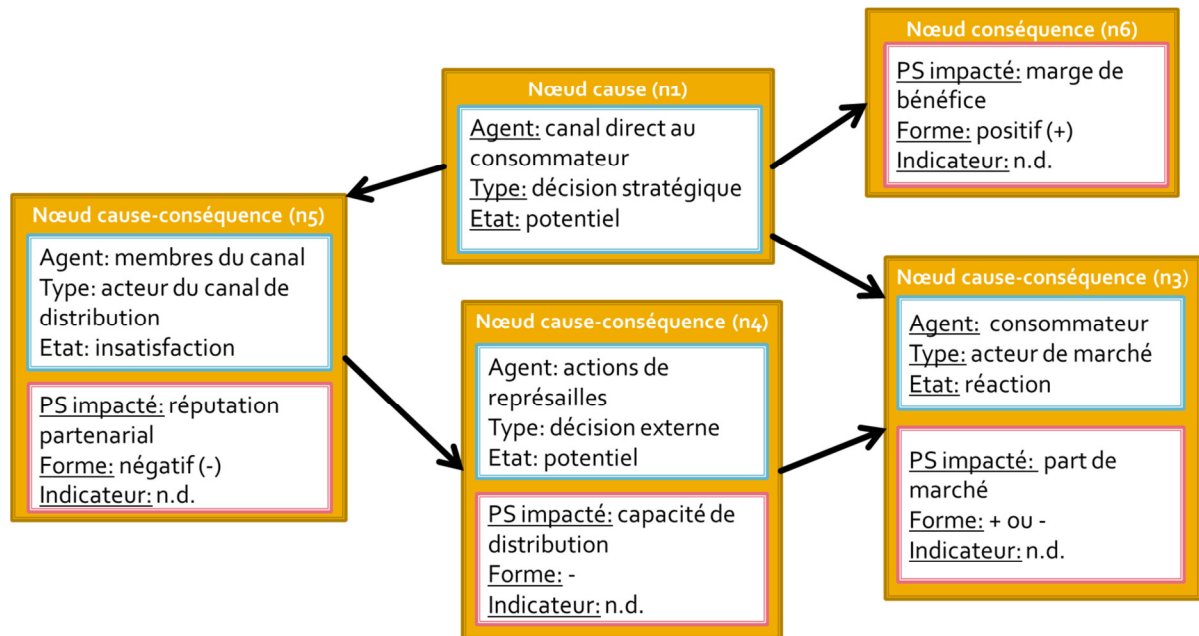 Nœud conséquence (n6)
PS impacté: marge de
bénéfice
Forme: positif (+)
Indicateur: n.d.
Nœud cause (n1)
Agent: canal direct au
consommateur
Type: décision stratégique
Etat: potentiel
Nœud cause-conséquence (n5)
Agent: membres du canal
Type: acteur du canal de
distribution
Etat: insatisfaction
PS impacté: réputation
partenarial
Forme: négatif (-)
Indicateur: n.d.
Nœud cause-conséquence (n4)
Agent: actions de
représailles
Type: décision externe
Etat: potentiel
PS impacté: capacité de
distribution
Forme: -
Indicateur: n.d.
Nœud cause-conséquence (n3)
Agent: consommateur
Type: acteur de marché
Etat: réaction
PS impacté: part de
marché
Forme: + ou -
Indicateur: n.d.